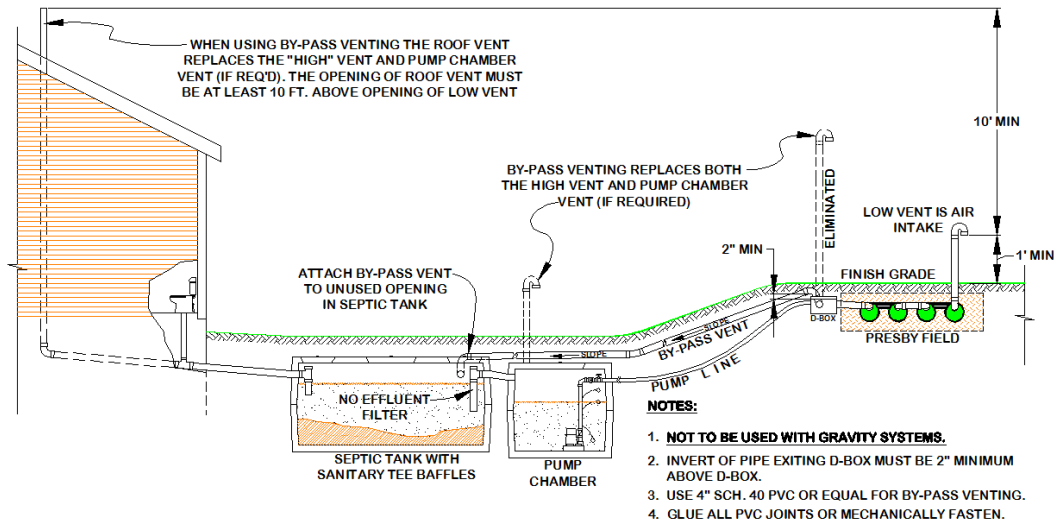 WHEN USING BY-PASS VENTING THE ROOF VENT
REPLACES THE "HIGH" VENT AND PUMP CHAMBER
VENT (IF REQ'D). THE OPENING OF ROOF VENT MUST
BE AT LEAST 10 FT. ABOVE OPENING OF LOW VENT
10' MIN
BY-PASS VENTING REPLACES BOTH
THE HIGH VENT AND PUMP CHAMBER
VENT (IF REQUIRED)
ELIMINATED
LOW VENT IS AIR
INTAKE
2" MIN
1' MIN
ATTACH BY-PASS VENT
TO UNUSED OPENING
IN SEPTIC TANK
FINISH GRADE
D-BOX
PRESBY FIELD
SLOPE
BY-PASS VENT
SLOPE
PUMP LINE
NO EFFLUENT
FILTER
SEPTIC TANK WITH
SANITARY TEE BAFFLES
PUMP
CHAMBER
NOTES:
1. NOT TO BE USED WITH GRAVITY SYSTEMS.
2. INVERT OF PIPE EXITING D-BOX MUST BE 2" MINIMUM
ABOVE D-BOX.
3. USE 4" SCH. 40 PVC OR EQUAL FOR BY-PASS VENTING.
4. GLUE ALL PVC JOINTS OR MECHANICALLY FASTEN.